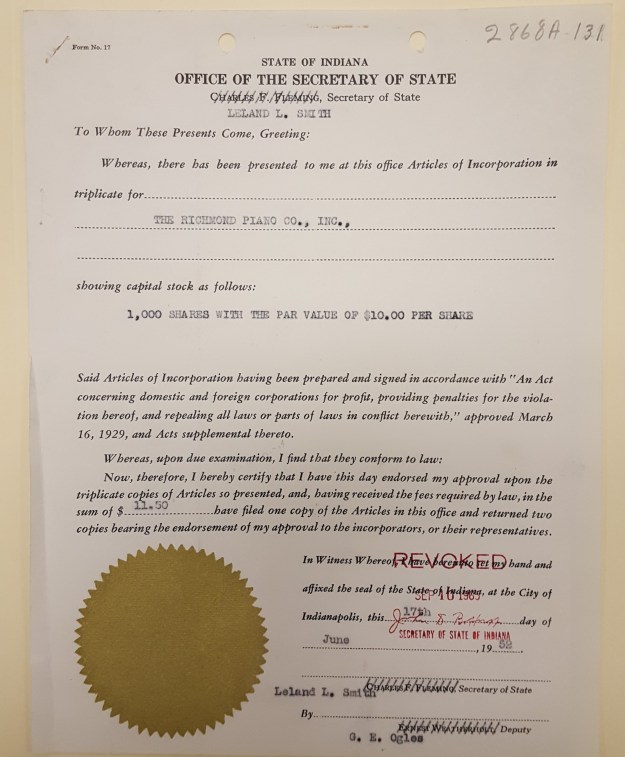 2868A-131
Form No. 17
STATE OF INDIANA
OFFICE OF THE SECRETARY OF STATE
CHARLES F. FLEMING, Secretary of State
LELAND L. SMITH
To Whom These Presents Come, Greeting:
Whereas, there has been presented to me at this office Articles of Incorporation in
triplicate for
THE RICHMOND PIANO CO., INC.,
showing capital stock as follows:
1,000 SHARES WITH THE PAR VALUE OF $10.00 PER SHARE
Said Articles of Incorporation having been prepared and signed in accordance with "An Act
concerning domestic and foreign corporations for profit, providing penalties for the viola-
tion hereof, and repealing all laws or parts of laws in conflict herewith," approved March
16, 1929, and Acts supplemental thereto.
Whereas, upon due examination, I find that they conform to law:
Now, therefore, I hereby certify that I have this day endorsed my approval upon the
triplicate copies of Articles so presented, and, having received the fees required by law, in the
sum of $ 11.50 have filed one copy of the Articles in this office and returned two
copies bearing the endorsement of my approval to the incorporators, or their representatives.
In Witness Whereof, I have hereunto set my hand and
REVOKED
affixed the seal of the State of Indiana, at the City of
SEP 10 1965
Indianapolis, this 17th day of
SECRETARY OF STATE OF INDIANA
June , 19 52
Leland L. Smith CHARLES F. FLEMING, Secretary of State
By
ERNEST WEATHERHOLT, Deputy
G. E. Ogles